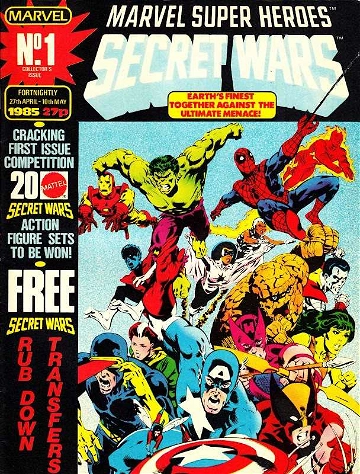 MARVEL
MARVEL SUPER HEROES™
SECRET WARS™
Nº1
COLLECTOR'S
ISSUE
EARTH'S FINEST
TOGETHER AGAINST THE
ULTIMATE MENACE!
FORTNIGHTLY
27th APRIL - 10th MAY
1985 27p
CRACKING
FIRST ISSUE
COMPETITION
20 MATTEL
SECRET WARS
ACTION
FIGURE SETS
TO BE WON!
FREE
SECRET WARS
RUB DOWN
TRANSFERS
A